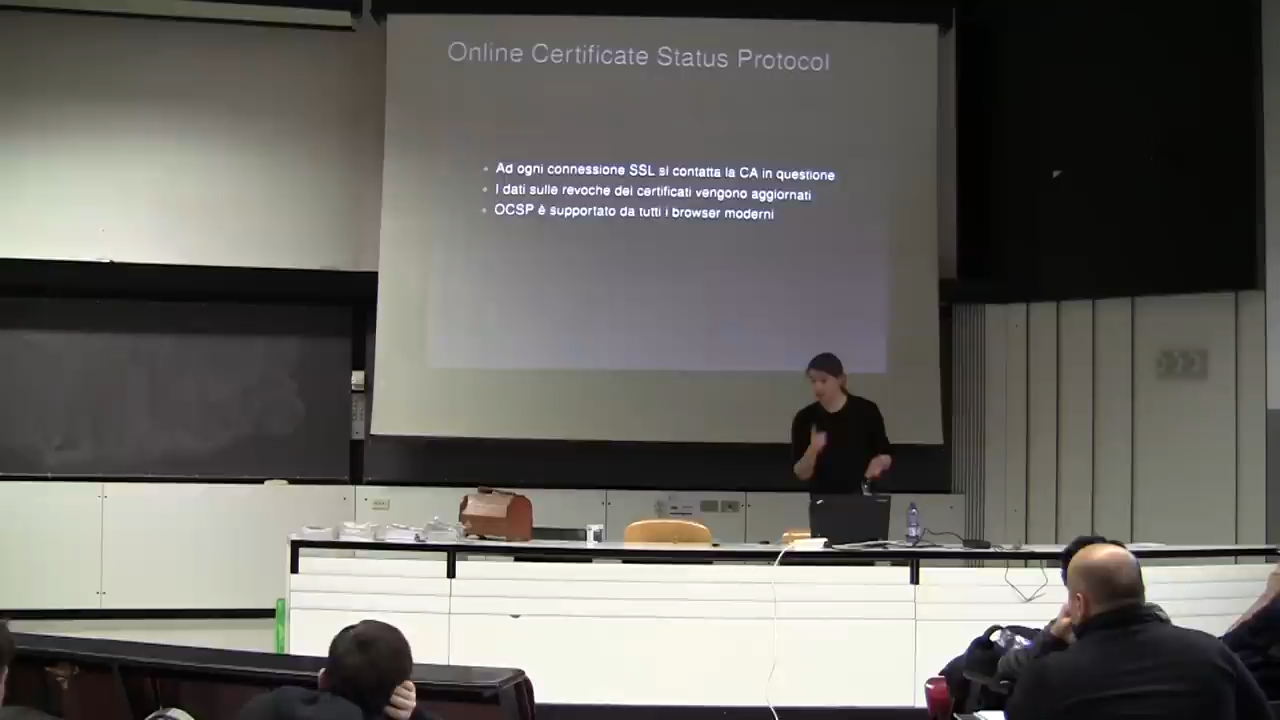 Online Certificate Status Protocol
Ad ogni connessione SSL si contatta la CA in questione
I dati sulle revoche dei certificati vengono aggiornati
OCSP è supportato da tutti i browser moderni